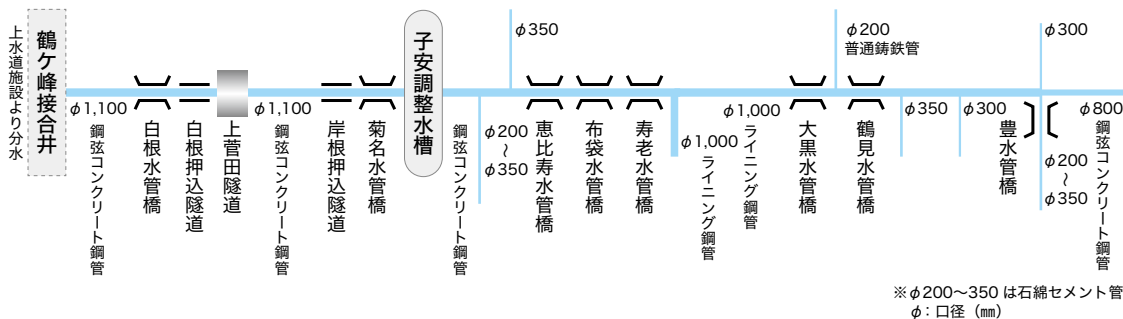 上水道施設より分水
鶴ケ峰接合井
φ1,100
鋼弦コンクリート鋼管
白根水管橋
白根押込隧道
上菅田隧道
φ1,100
鋼弦コンクリート鋼管
岸根押込隧道
菊名水管橋
子安調整水槽
鋼弦コンクリート鋼管
φ350
φ200
〜
φ350
恵比寿水管橋
布袋水管橋
寿老水管橋
φ1,000
ライニング鋼管
φ1,000
ライニング鋼管
大黒水管橋
φ200
普通鋳鉄管
鶴見水管橋
φ350
φ300
豊水管橋
φ300
φ200
〜
φ350
φ800
鋼弦コンクリート鋼管
※φ200〜350 は石綿セメント管
φ：口径（㎜）